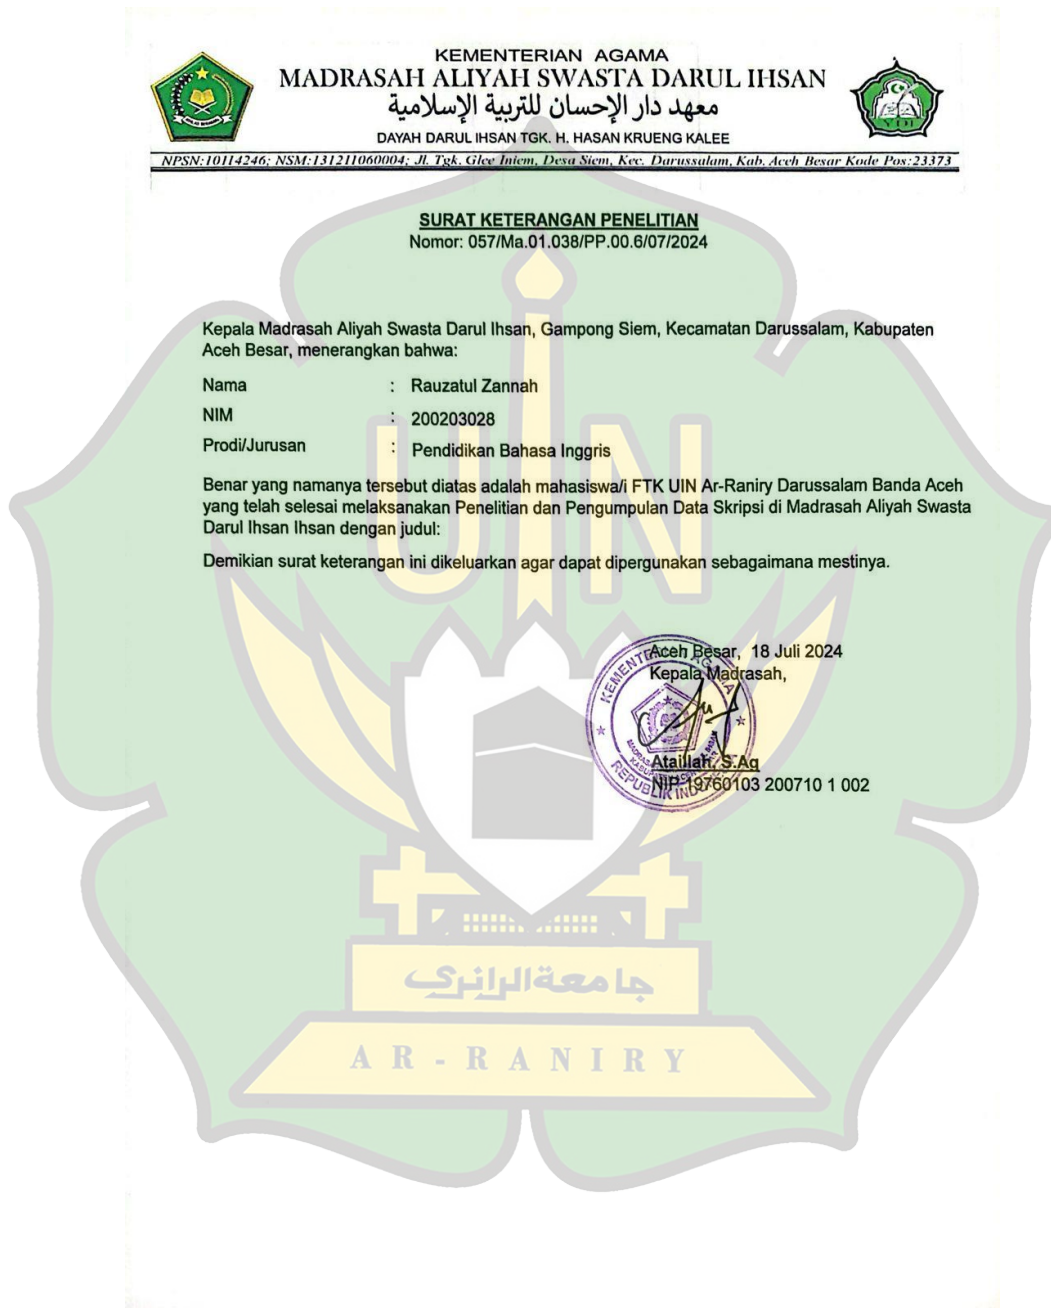 KEMENTERIAN AGAMA
MADRASAH ALIYAH SWASTA DARUL IHSAN
معهد دار الإحسان للتربية الإسلامية
DAYAH DARUL IHSAN TGK. H. HASAN KRUENG KALEE
NPSN:10114246; NSM:131211060004; Jl. Tgk. Glee Iniem, Desa Siem, Kec. Darussalam, Kab. Aceh Besar Kode Pos:23373
SURAT KETERANGAN PENELITIAN
Nomor: 057/Ma.01.038/PP.00.6/07/2024
Kepala Madrasah Aliyah Swasta Darul Ihsan, Gampong Siem, Kecamatan Darussalam, Kabupaten
Aceh Besar, menerangkan bahwa:
Nama : Rauzatul Zannah
NIM : 200203028
Prodi/Jurusan : Pendidikan Bahasa Inggris
Benar yang namanya tersebut diatas adalah mahasiswa/i FTK UIN Ar-Raniry Darussalam Banda Aceh
yang telah selesai melaksanakan Penelitian dan Pengumpulan Data Skripsi di Madrasah Aliyah Swasta
Darul Ihsan Ihsan dengan judul:
Demikian surat keterangan ini dikeluarkan agar dapat dipergunakan sebagaimana mestinya.
Aceh Besar, 18 Juli 2024
Kepala Madrasah,
KEMENTERIAN AGAMA
REPUBLIK INDONESIA
Ataillah, S.Ag
NIP.19760103 200710 1 002
UIN
جامعة الرانري
AR-RANIRY